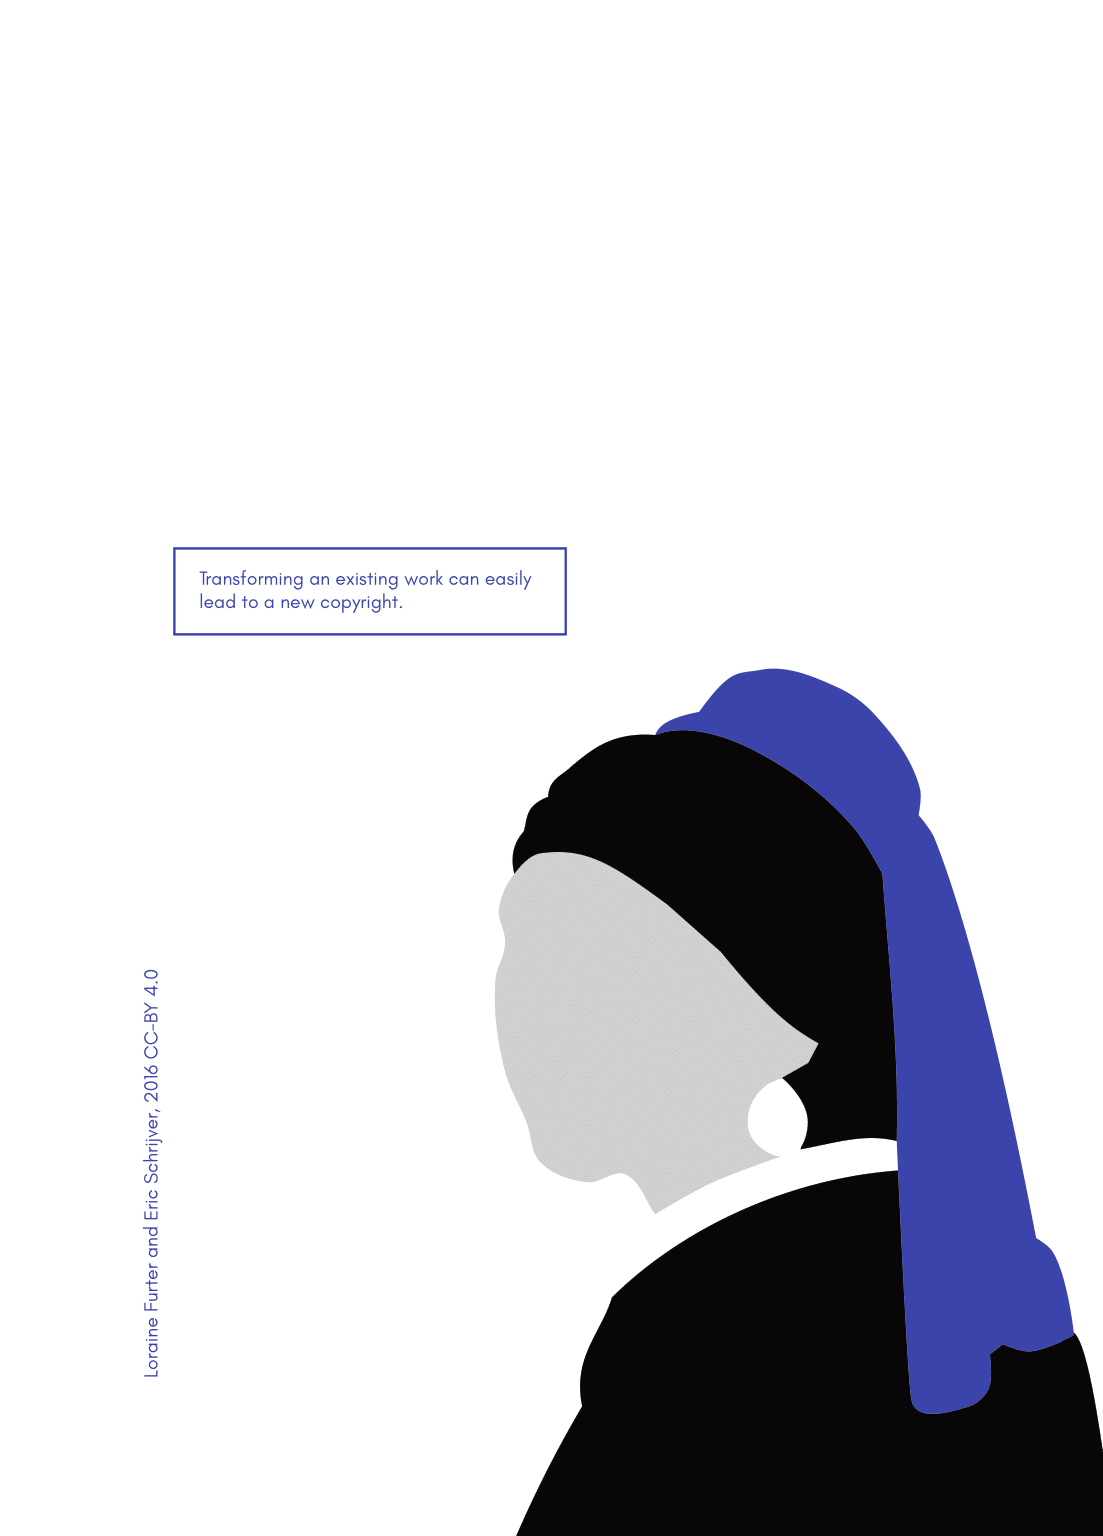 Transforming an existing work can easily
lead to a new copyright.
Loraine Furter and Eric Schrijver, 2016 CC-BY 4.0